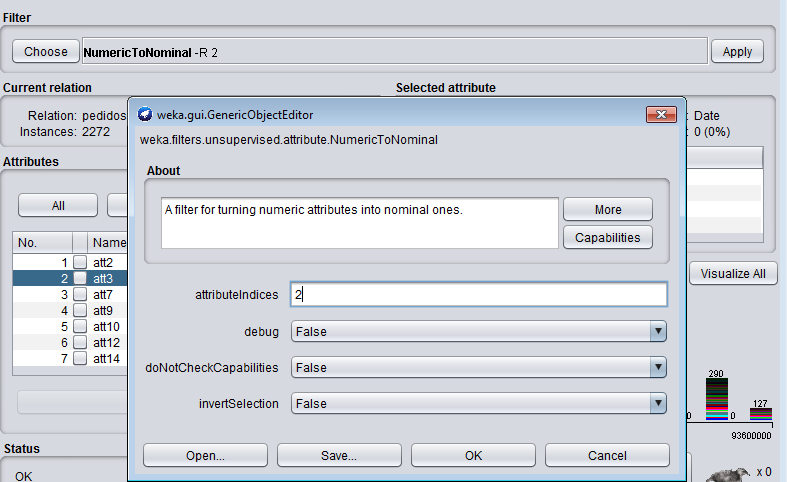 Filter
Choose NumericToNominal -R 2 Apply
Current relation Selected attribute
Relation: pedidos
Instances: 2272
Date
0 (0%)
Attributes
All
No. Name
1 att2
2 att3
3 att7
4 att9
5 att10
6 att12
7 att14
weka.gui.GenericObjectEditor
weka.filters.unsupervised.attribute.NumericToNominal
About
A filter for turning numeric attributes into nominal ones.
More
Capabilities
attributeIndices 2
debug False
doNotCheckCapabilities False
invertSelection False
Open... Save... OK Cancel
Visualize All
290
127
0 0
93600000
Status
OK
x 0